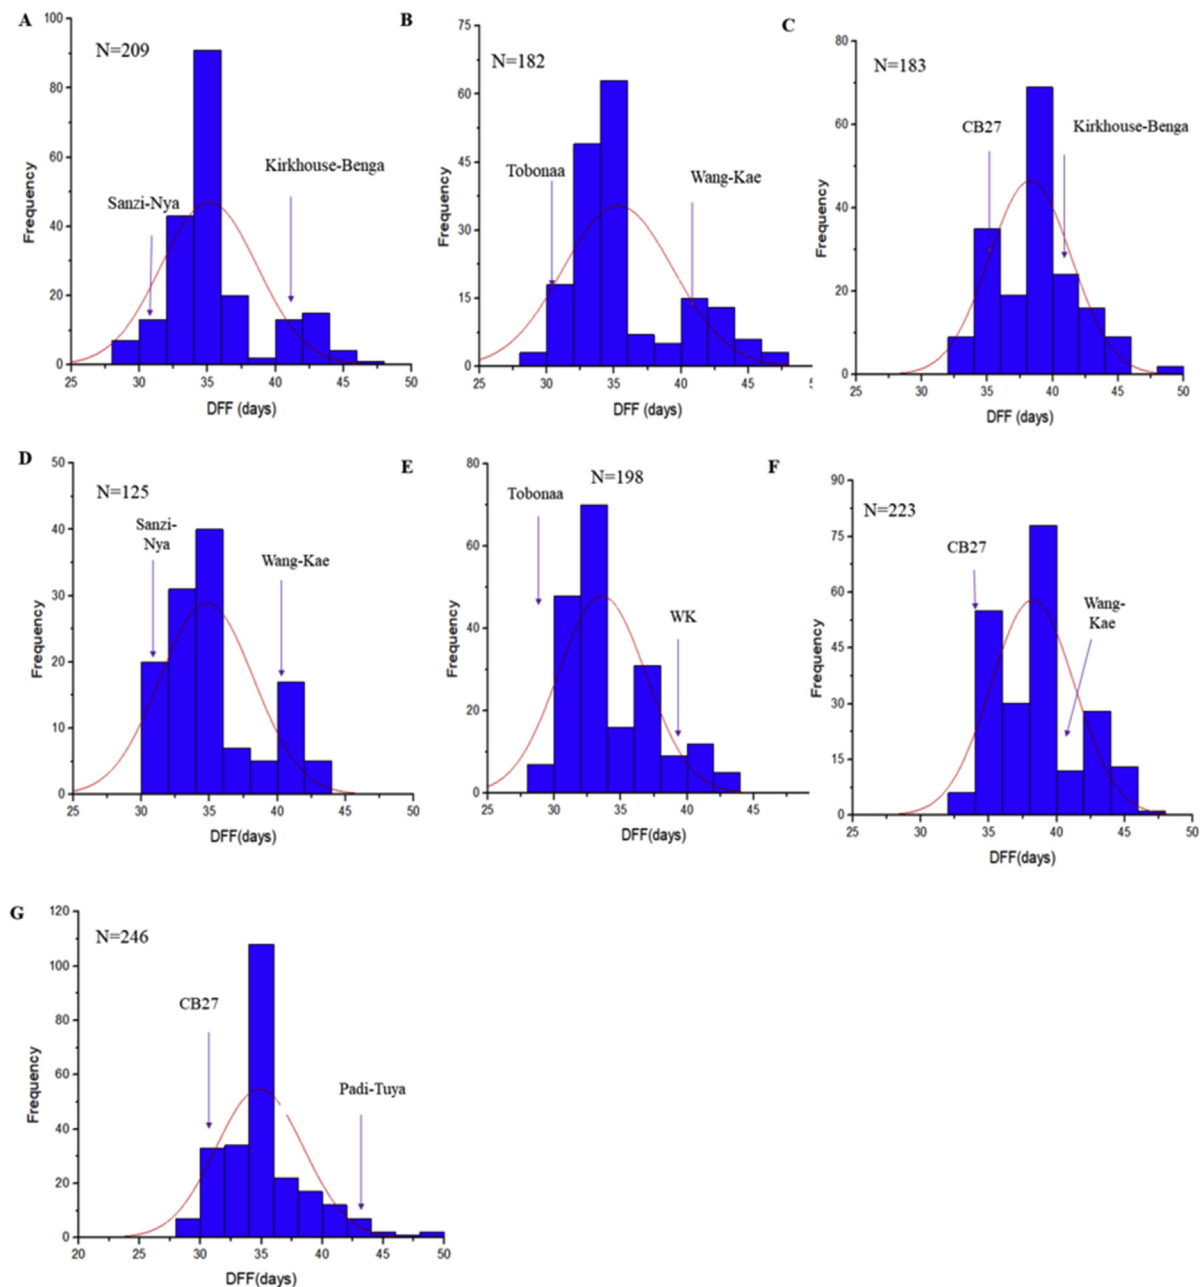 A
N=209
Sanzi-Nya
Kirkhouse-Benga
Frequency
100
80
60
40
20
0
25 30 35 40 45 50
DFF (days)
B
N=182
Tobonaa
Wang-Kae
Frequency
75
60
45
30
15
0
25 30 35 40 45
DFF (days)
C
N=183
CB27
Kirkhouse-Benga
Frequency
80
60
40
20
0
25 30 35 40 45 50
DFF (days)
D
N=125
Sanzi-
Nya
Wang-Kae
Frequency
50
40
30
20
10
0
25 30 35 40 45 50
DFF(days)
E
N=198
Tobonaa
WK
Frequency
80
60
40
20
0
25 30 35 40 45
DFF(days)
F
N=223
CB27
Wang-
Kae
Frequency
90
75
60
45
30
15
0
25 30 35 40 45 50
DFF(days)
G
N=246
CB27
Padi-Tuya
Frequency
120
100
80
60
40
20
0
20 25 30 35 40 45 50
DFF(days)